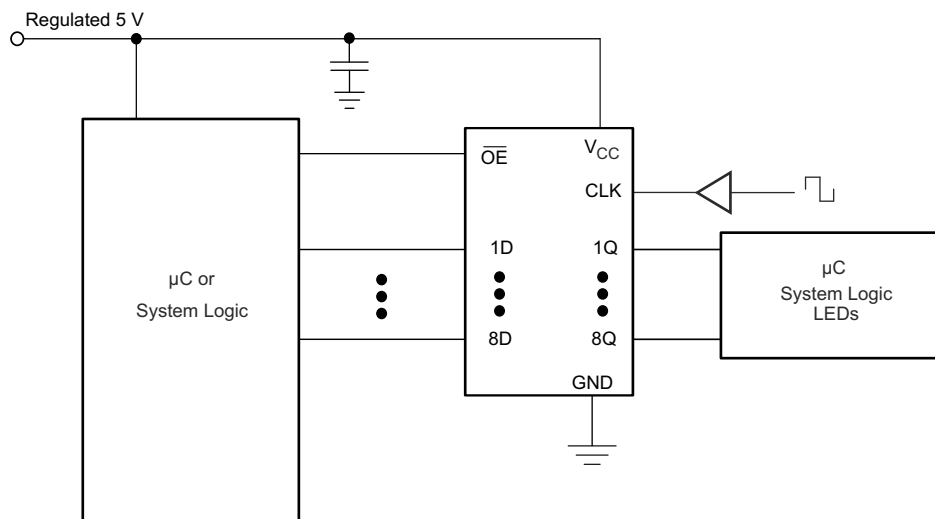 Regulated 5 V
OE
VCC
CLK
1D
1Q
8D
8Q
GND
µC or
System Logic
µC
System Logic
LEDs